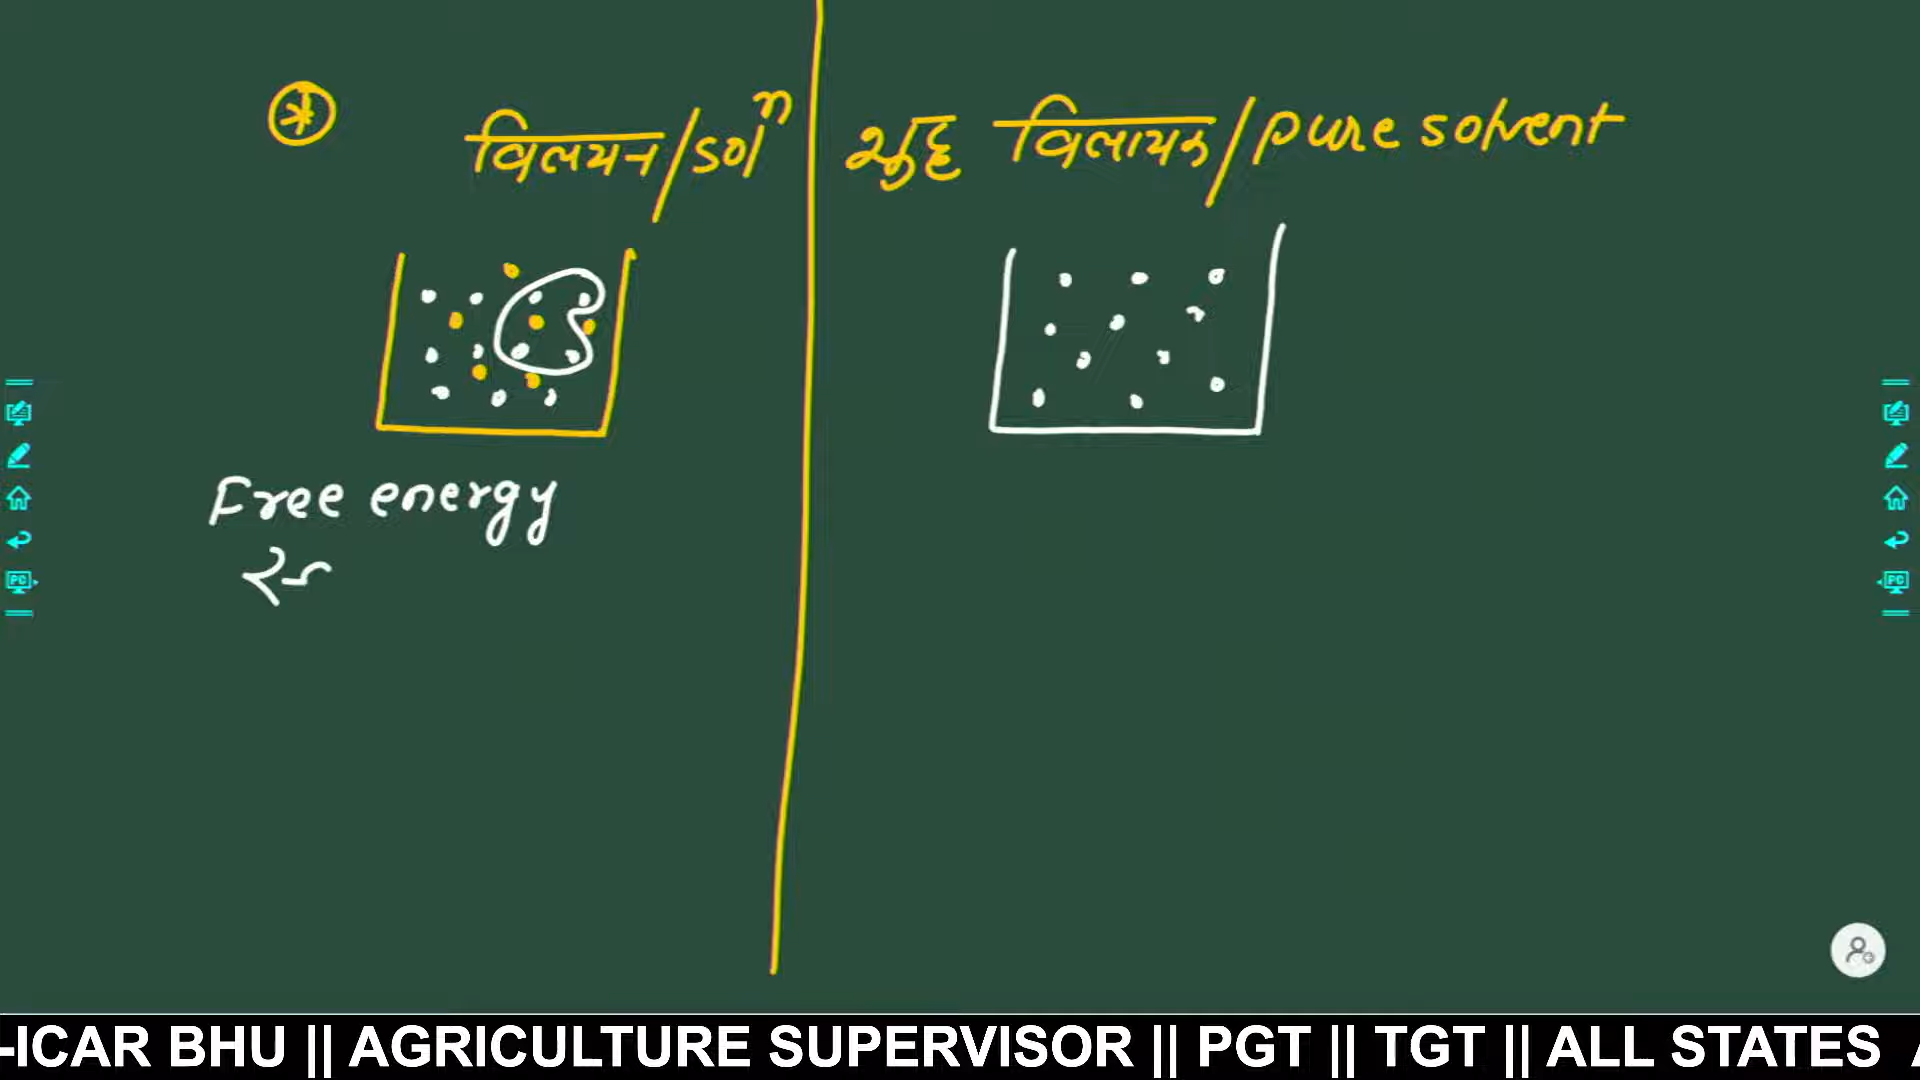 विलयन/solⁿ
शुद्ध विलायक/pure solvent
Free energy
-ICAR BHU || AGRICULTURE SUPERVISOR || PGT || TGT || ALL STATES